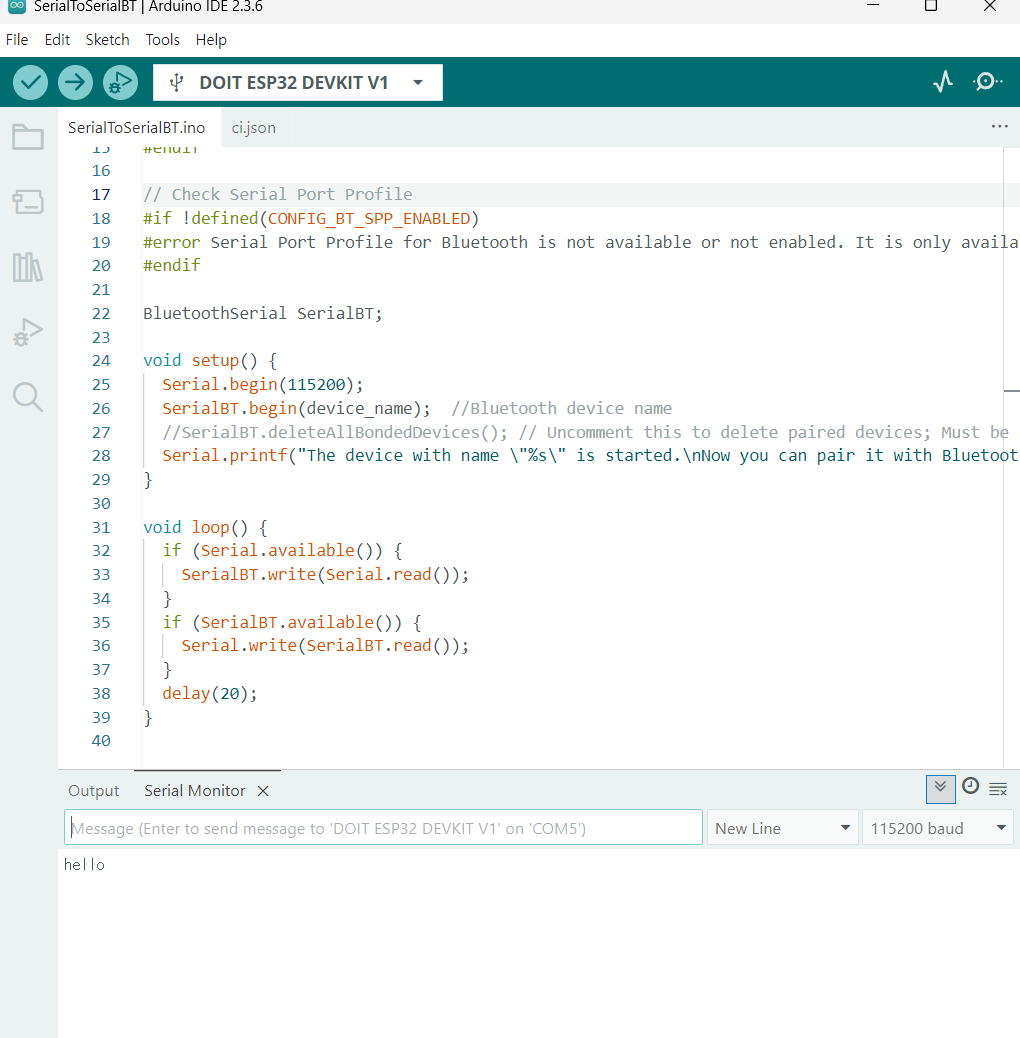 SerialToSerialBT | Arduino IDE 2.3.6
File Edit Sketch Tools Help
DOIT ESP32 DEVKIT V1
SerialToSerialBT.ino ci.json
15 #endif
16
17 // Check Serial Port Profile
18 #if !defined(CONFIG_BT_SPP_ENABLED)
19 #error Serial Port Profile for Bluetooth is not available or not enabled. It is only availa
20 #endif
21
22 BluetoothSerial SerialBT;
23
24 void setup() {
25 Serial.begin(115200);
26 SerialBT.begin(device_name);  //Bluetooth device name
27 //SerialBT.deleteAllBondedDevices(); // Uncomment this to delete paired devices; Must be
28 Serial.printf("The device with name \"%s\" is started.\nNow you can pair it with Bluetoot
29 }
30
31 void loop() {
32 if (Serial.available()) {
33 SerialBT.write(Serial.read());
34 }
35 if (SerialBT.available()) {
36 Serial.write(SerialBT.read());
37 }
38 delay(20);
39 }
40
Output Serial Monitor
Message (Enter to send message to 'DOIT ESP32 DEVKIT V1' on 'COM5') New Line 115200 baud
hello